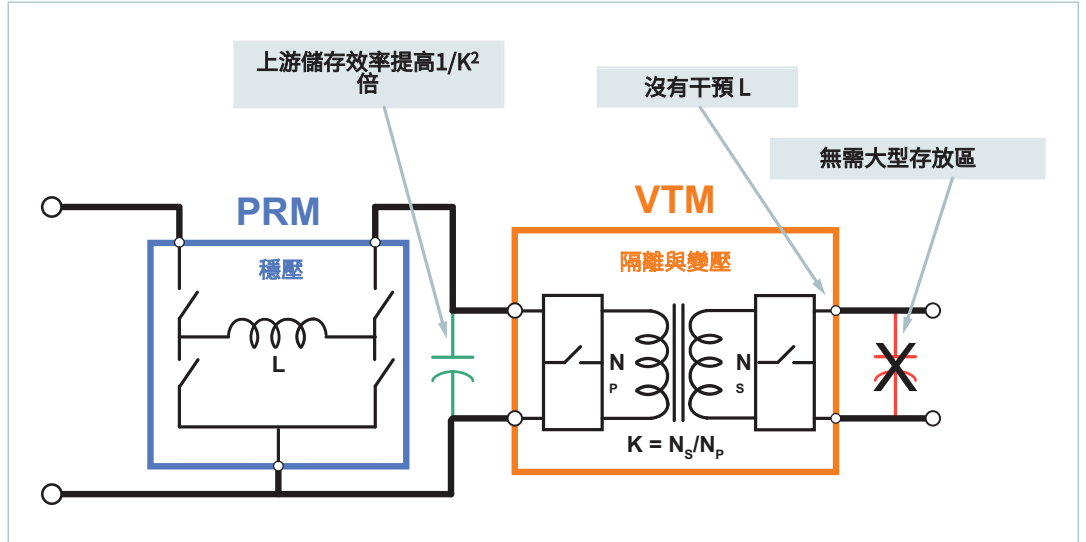 上游儲存效率提高1/K²
倍
沒有干預 L
無需大型存放區
PRM
VTM
穩壓
隔離與變壓
L
N
P
N
S
K = NS/NP